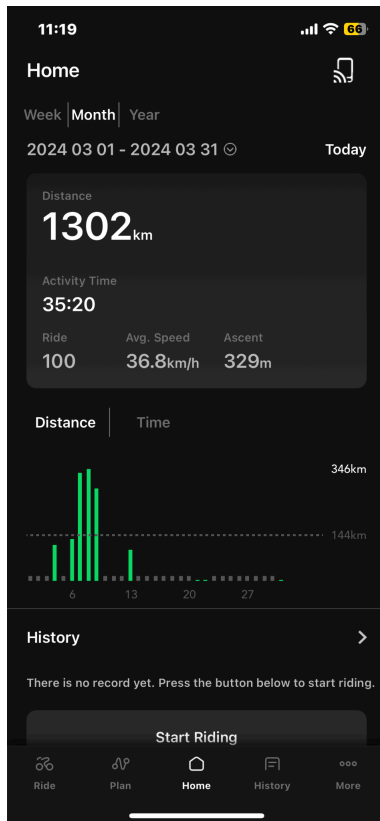 11:19
66
Home
Week Month Year
2024 03 01 - 2024 03 31
Today
Distance
1302km
Activity Time
35:20
Ride Avg. Speed Ascent
100 36.8km/h 329m
Distance Time
346km
144km
6 13 20 27
History
There is no record yet. Press the button below to start riding.
Start Riding
Ride Plan Home History More